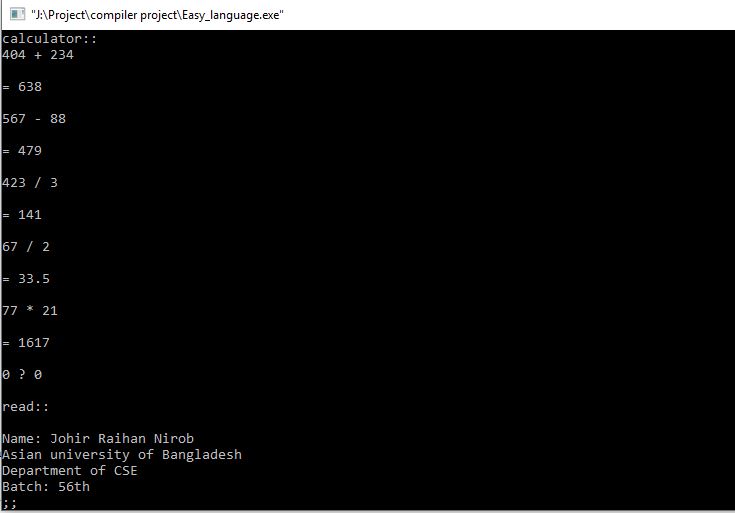 "J:\Project\compiler project\Easy_language.exe"
calculator::
404 + 234
= 638
567 - 88
= 479
423 / 3
= 141
67 / 2
= 33.5
77 * 21
= 1617
0 ? 0
read::
Name: Johir Raihan Nirob
Asian university of Bangladesh
Department of CSE
Batch: 56th
;;